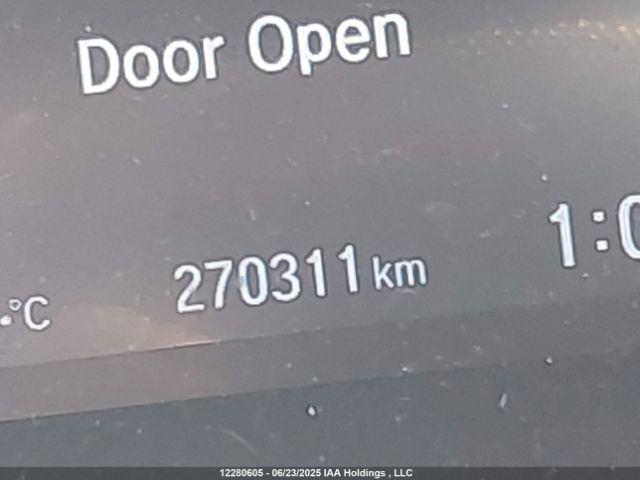 Door Open
1:0
°C 270311 km
12280605 - 06/23/2025 IAA Holdings , LLC